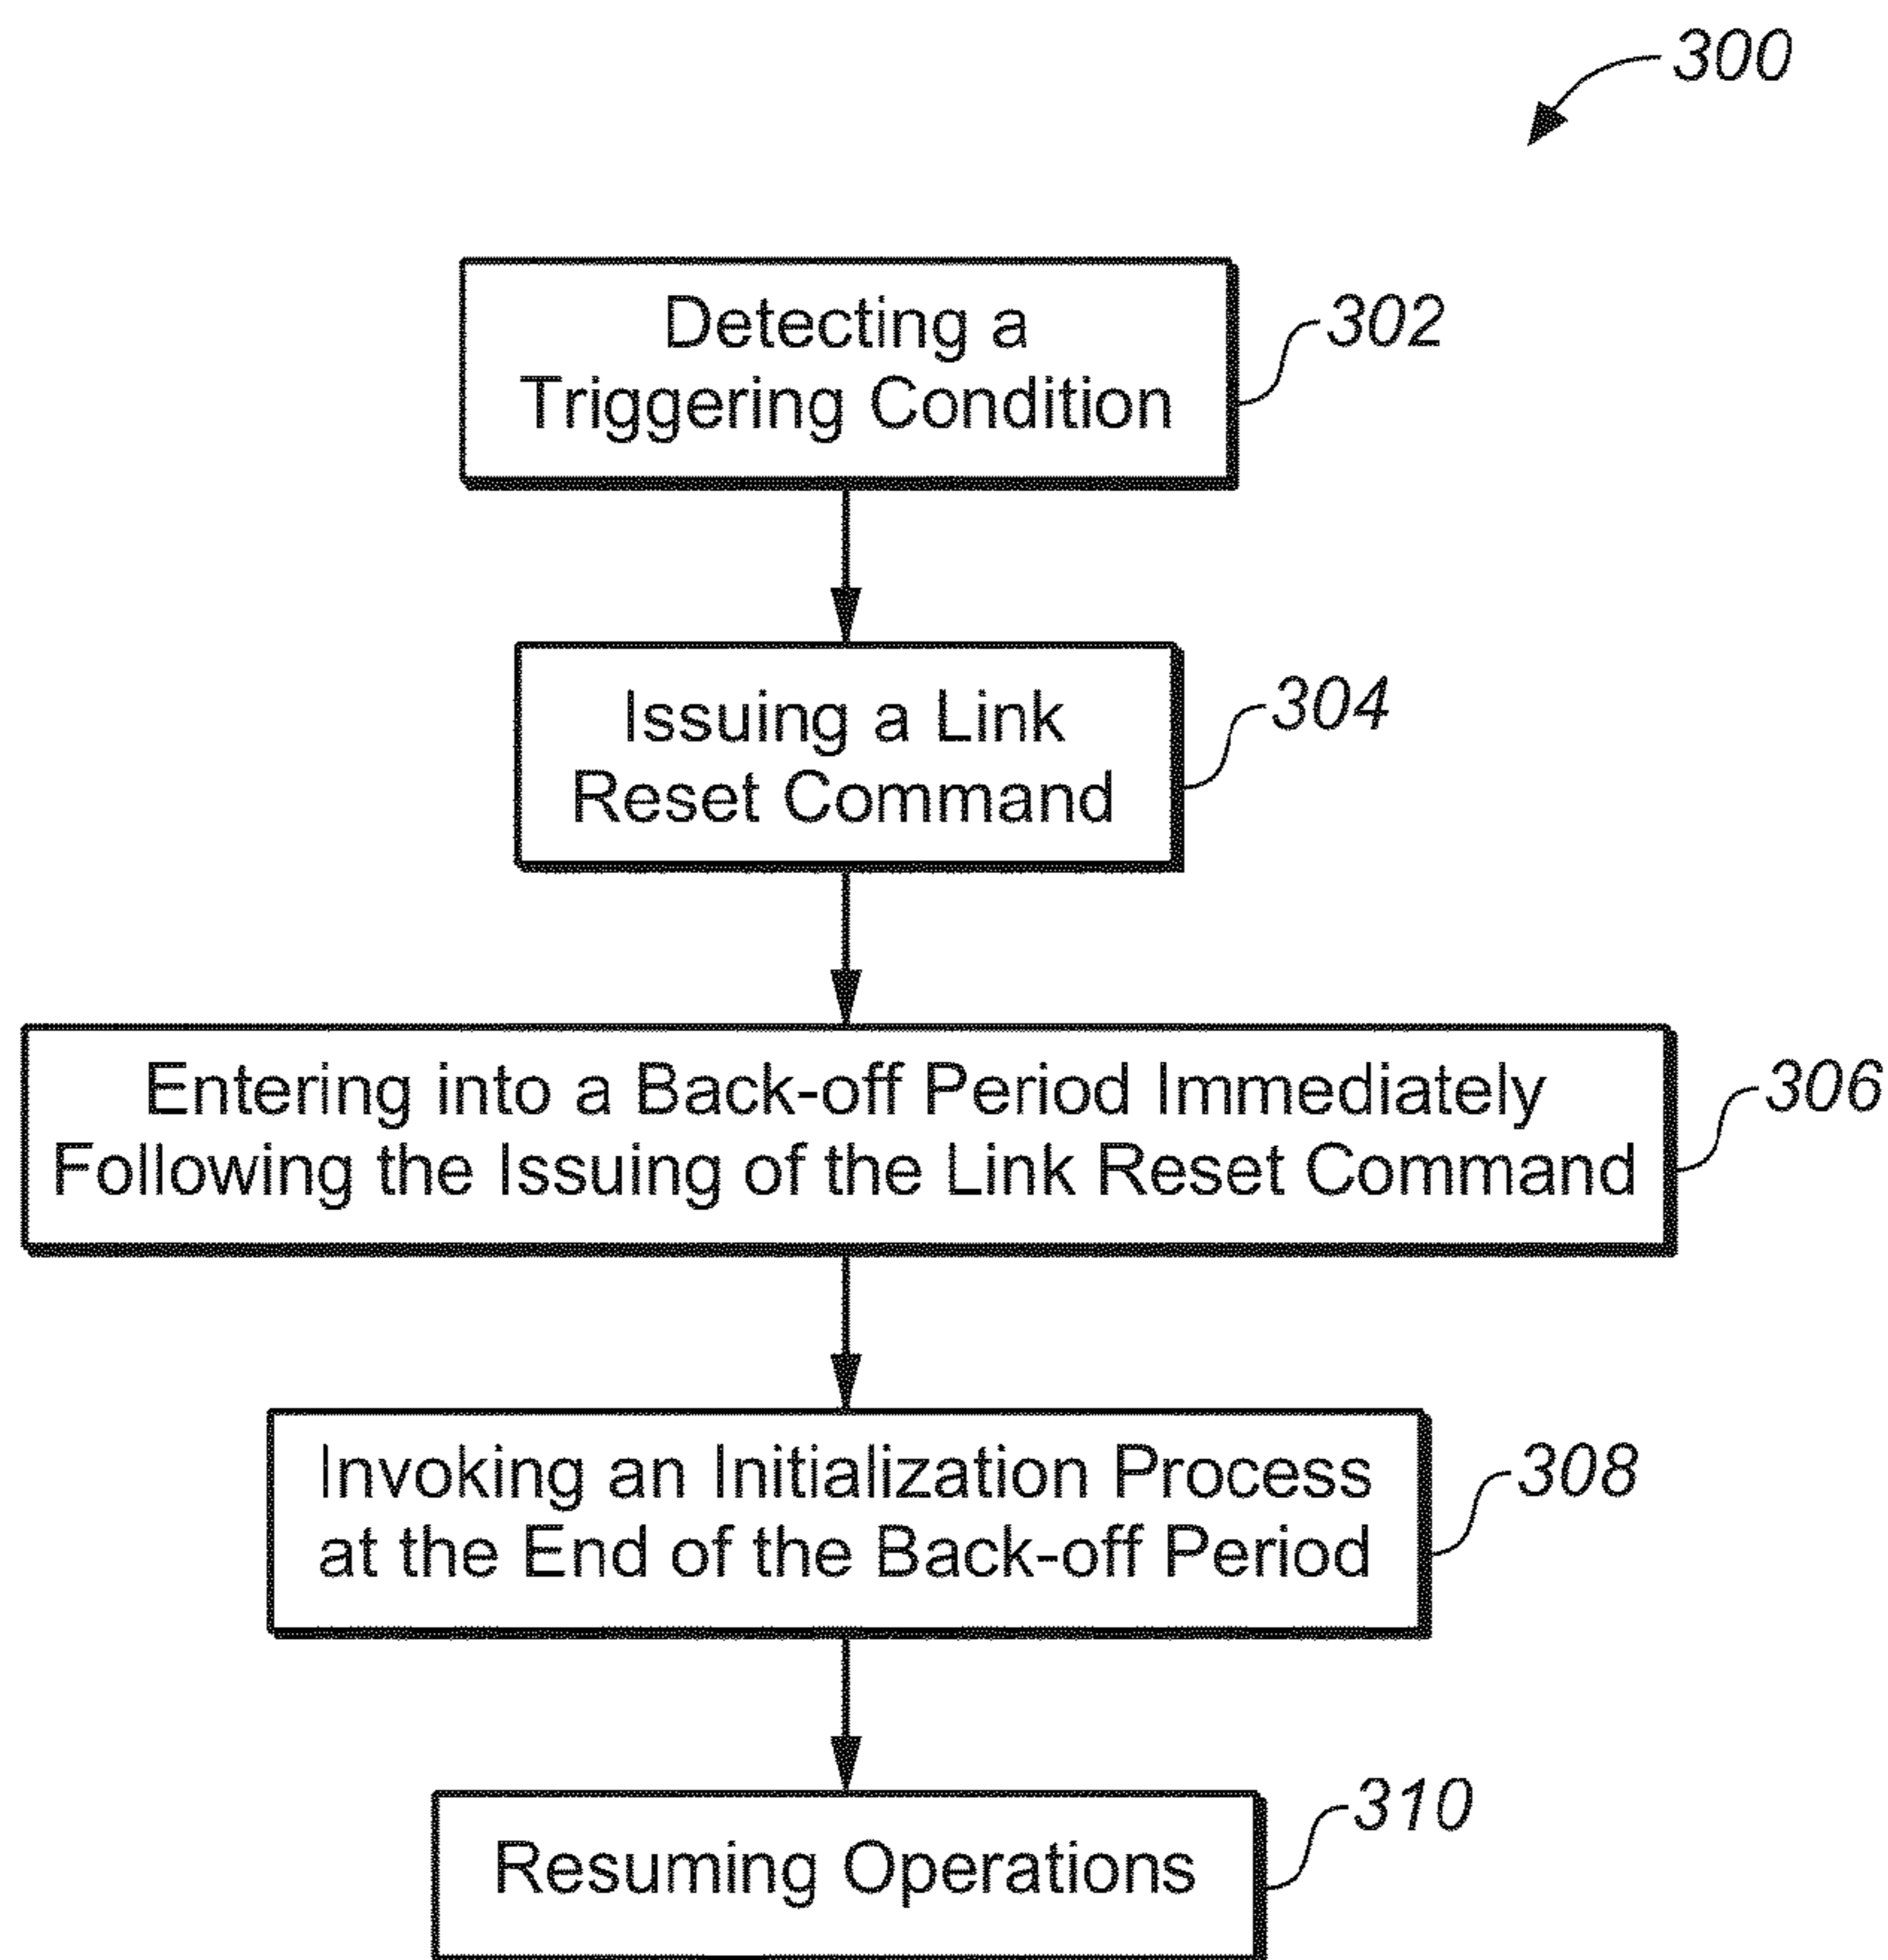 300
Detecting a
Triggering Condition
302
Issuing a Link
Reset Command
304
Entering into a Back-off Period Immediately
Following the Issuing of the Link Reset Command
306
Invoking an Initialization Process
at the End of the Back-off Period
308
Resuming Operations
310